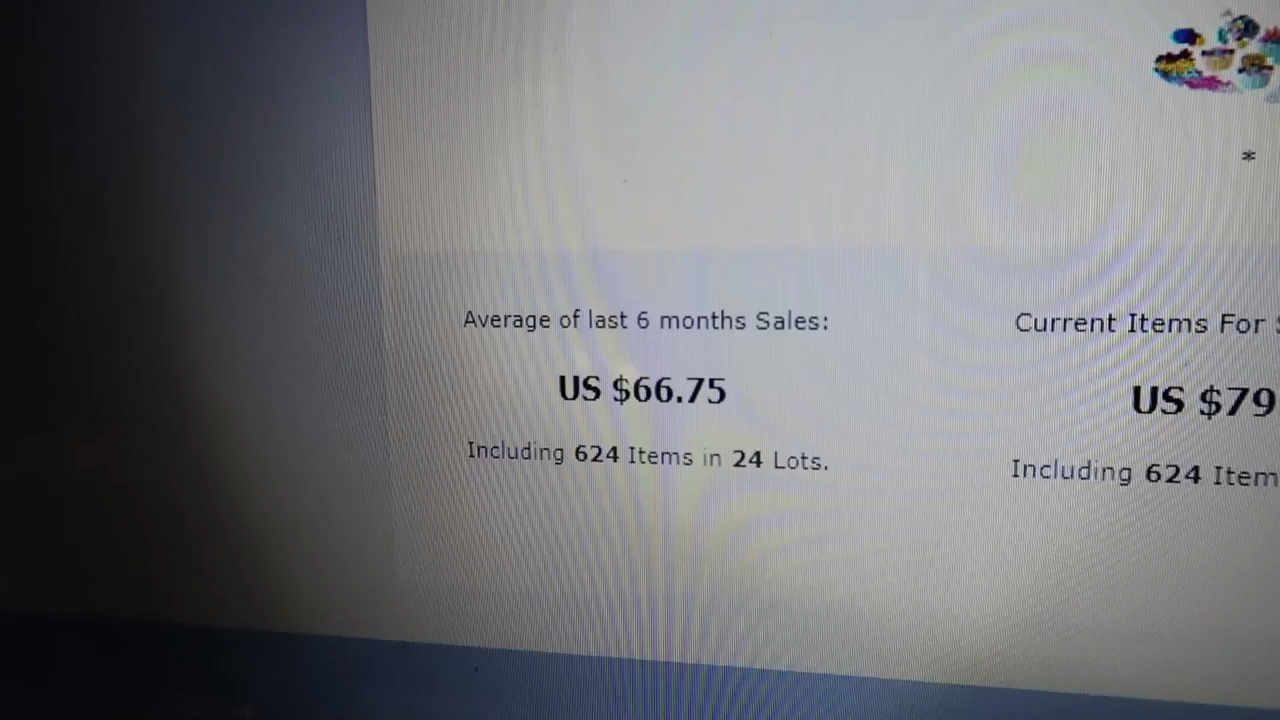 *
Average of last 6 months Sales:
US $66.75
Including 624 Items in 24 Lots.
Current Items For
US $79
Including 624 Item